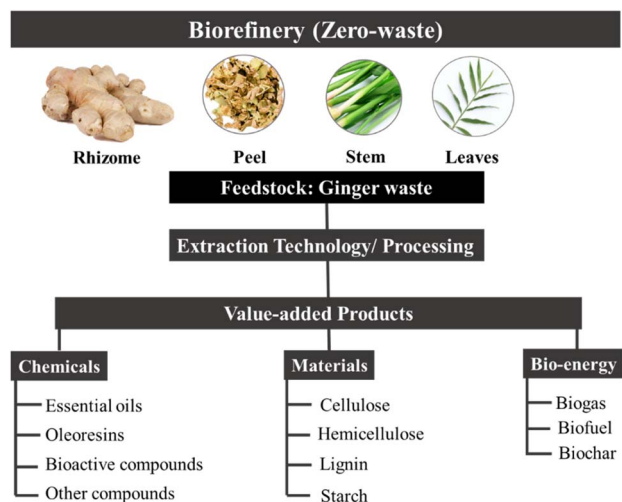 Biorefinery (Zero-waste)
Rhizome Peel Stem Leaves
Feedstock: Ginger waste
Extraction Technology/ Processing
Value-added Products
Chemicals
Essential oils
Oleoresins
Bioactive compounds
Other compounds
Materials
Cellulose
Hemicellulose
Lignin
Starch
Bio-energy
Biogas
Biofuel
Biochar